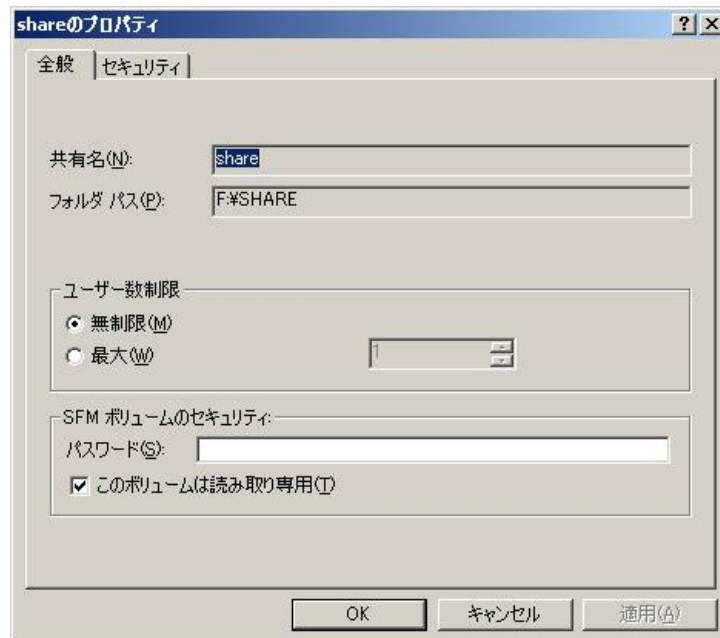 shareのプロパティ
全般 セキュリティ
共有名(N): share
フォルダ パス(P): F:¥SHARE
ユーザー数制限
無制限(M)
最大(W) 1
SFM ボリュームのセキュリティ:
パスワード(S):
このボリュームは読み取り専用(T)
OK キャンセル 適用(A)